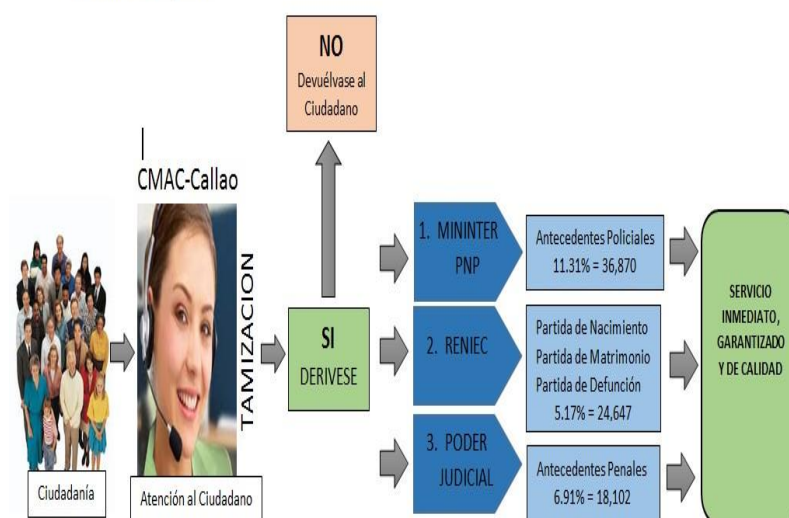 NO
Devuélvase al
Ciudadano
CMAC-Callao
TAMIZACION
SI
DERIVESE
1. MININTER
PNP
Antecedentes Policiales
11.31% = 36,870
2. RENIEC
Partida de Nacimiento
Partida de Matrimonio
Partida de Defunción
5.17% = 24,647
3. PODER
JUDICIAL
Antecedentes Penales
6.91% = 18,102
SERVICIO
INMEDIATO,
GARANTIZADO
Y DE CALIDAD
Ciudadanía
Atención al Ciudadano